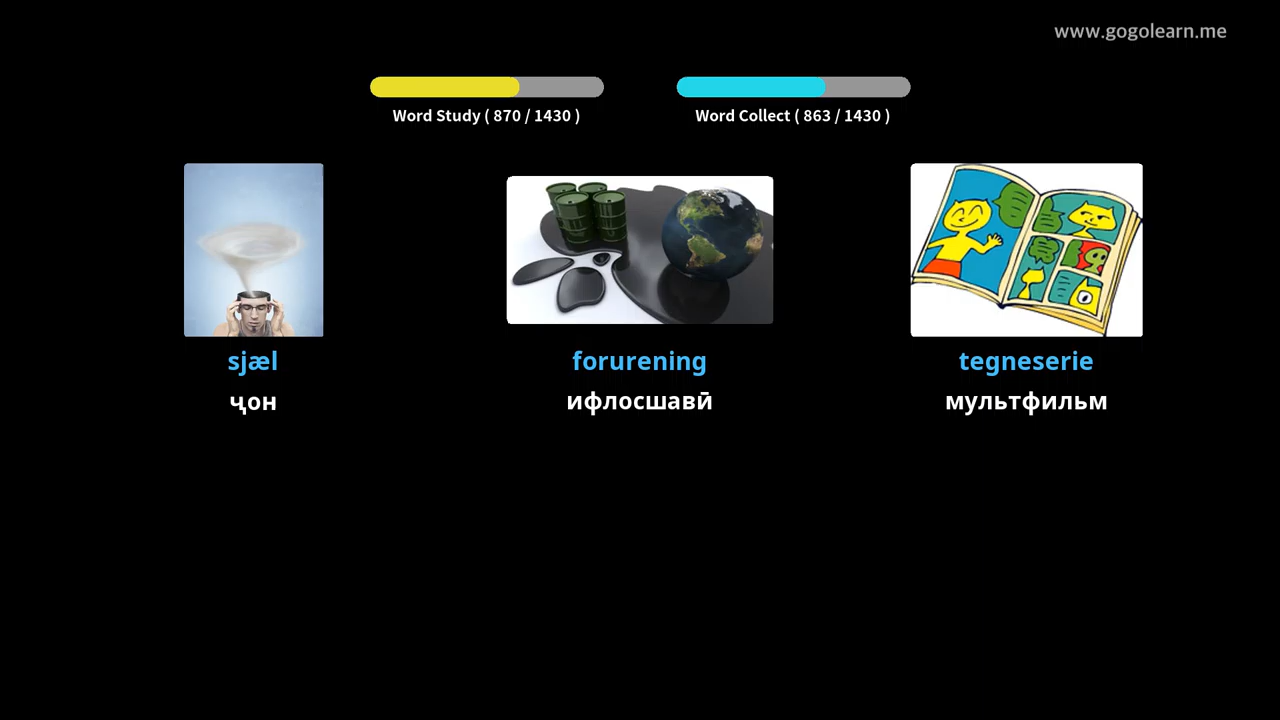 www.gogolearn.me
Word Study ( 870 / 1430 )
Word Collect ( 863 / 1430 )
sjæl
forurening
tegneserie
ҷон
ифлосшавӣ
мультфильм